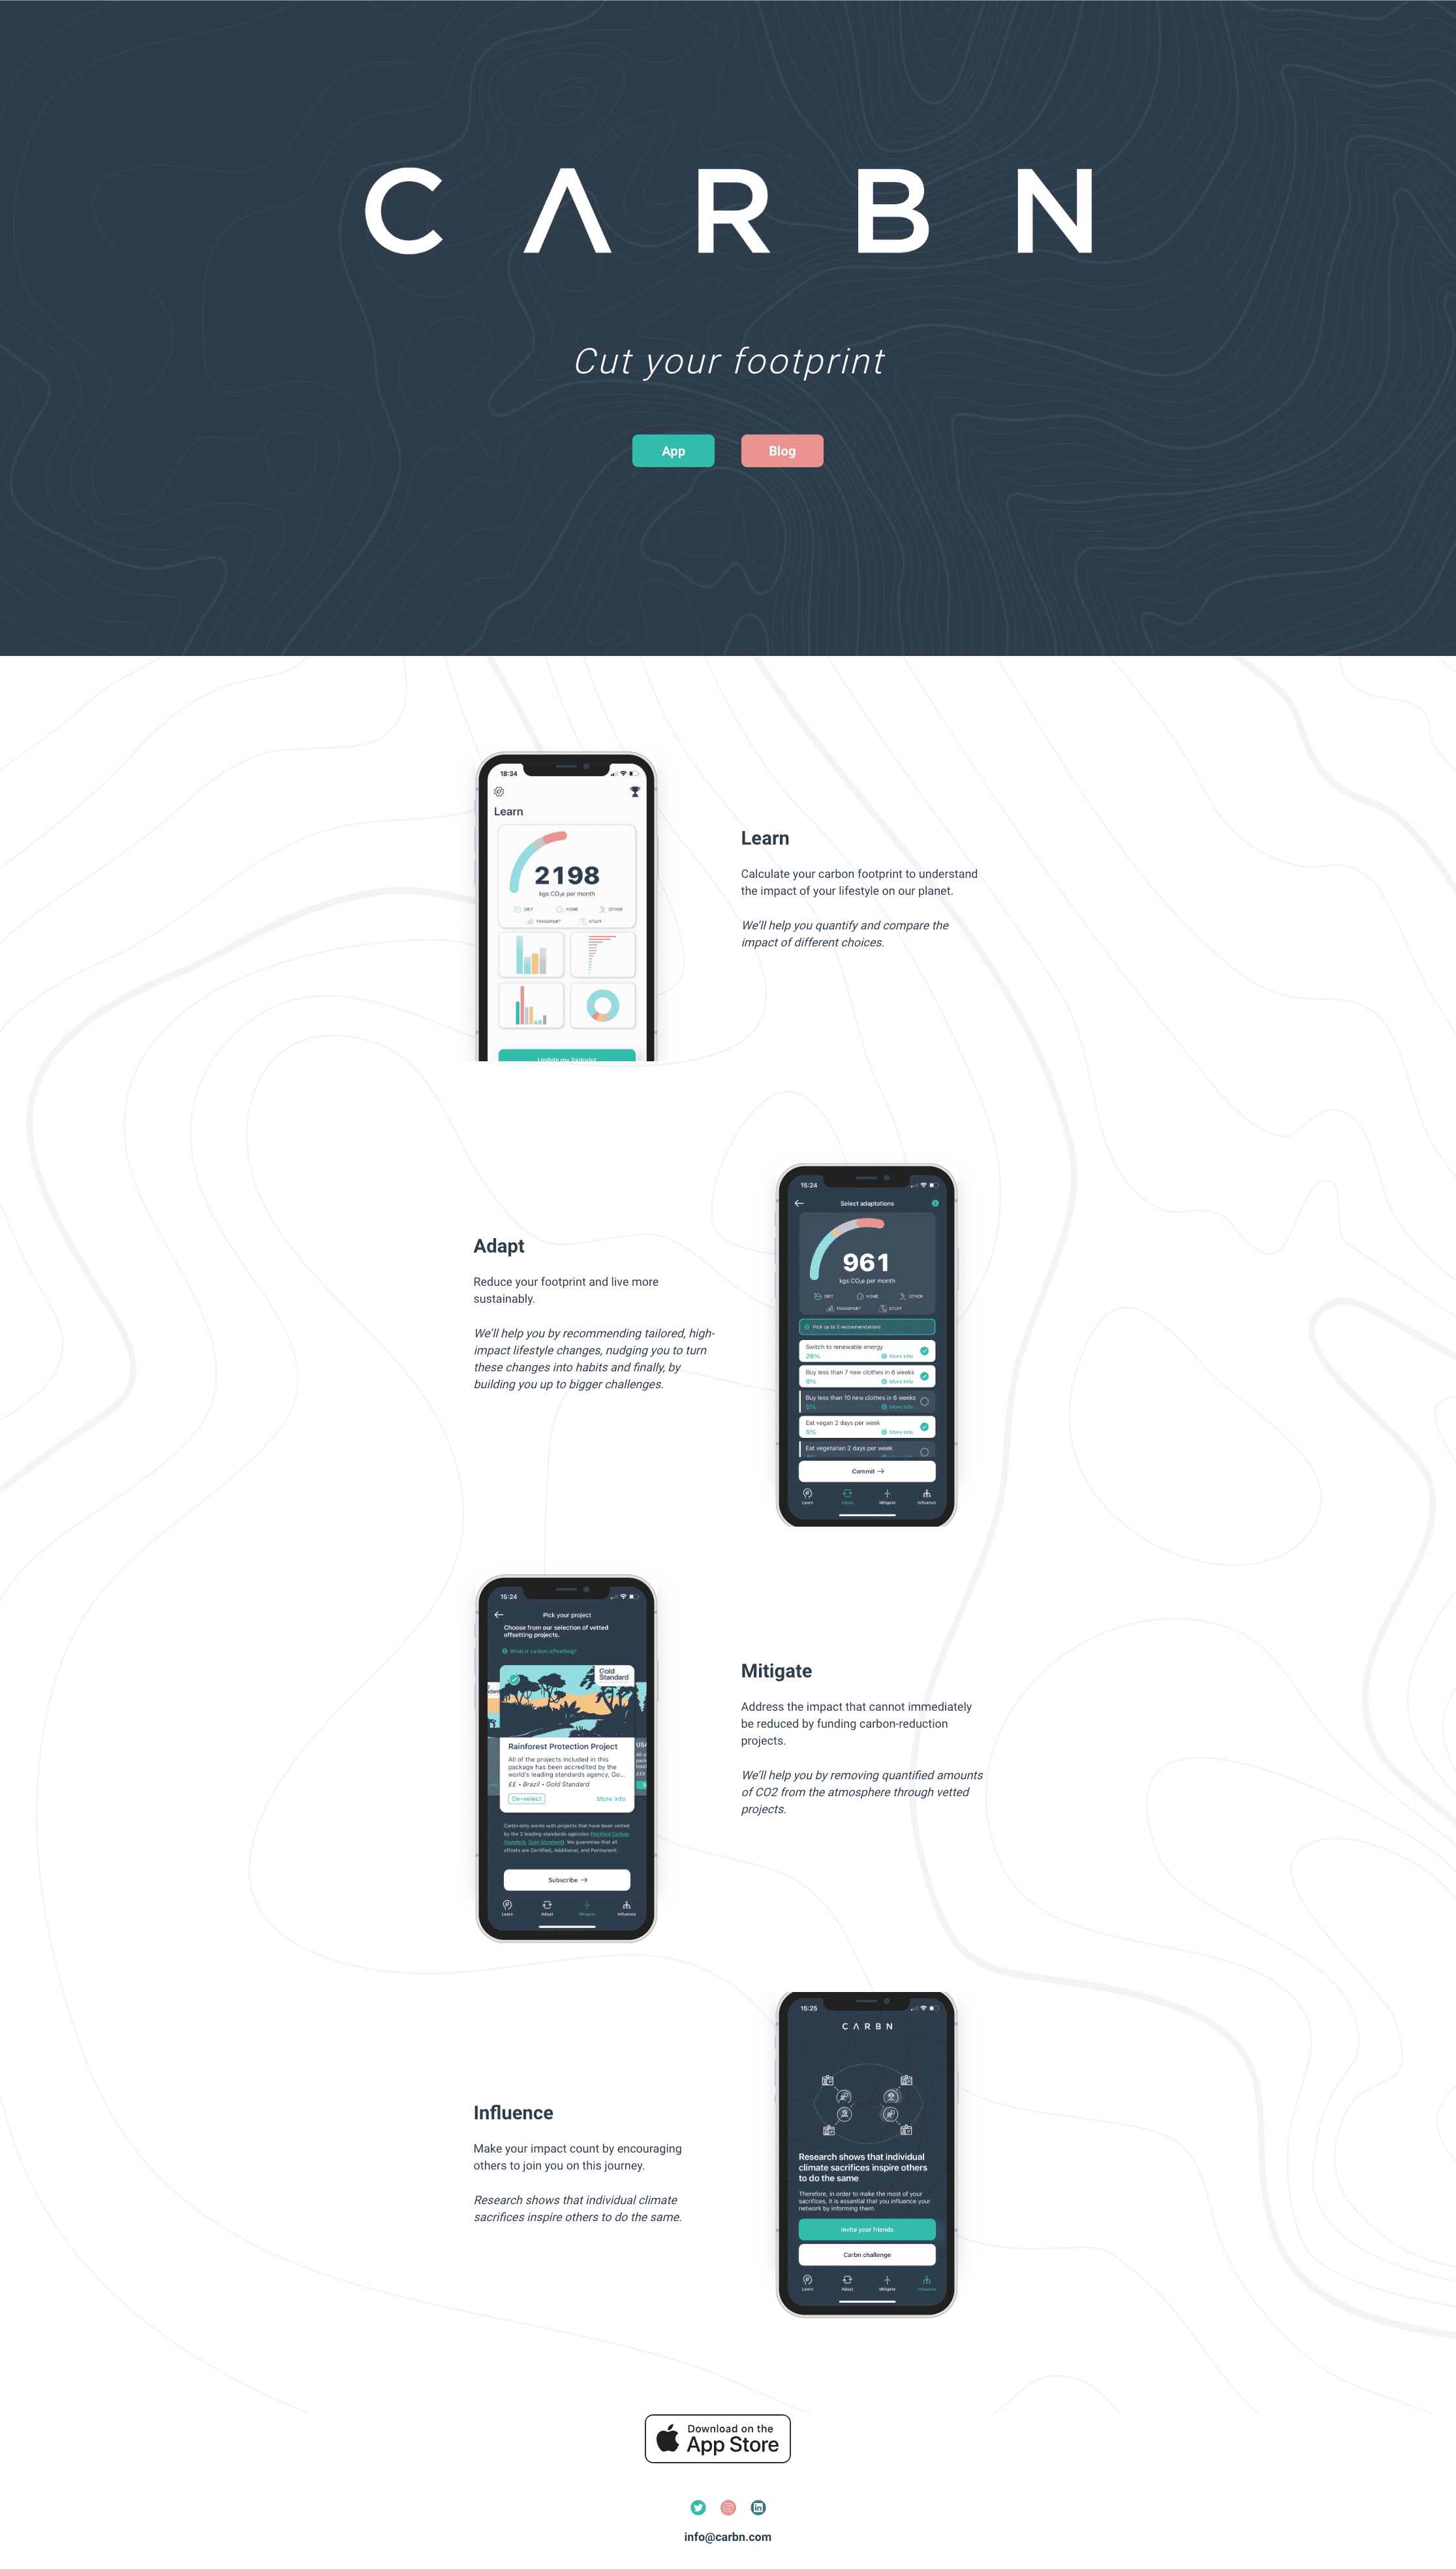 CARBN
Cut your footprint
App
Blog
18:34
Learn
2198
kgs CO₂e per month
DIET
HOME
OTHER
TRANSPORT
STUFF
Update my footprint
Learn
Calculate your carbon footprint to understand
the impact of your lifestyle on our planet.
We'll help you quantify and compare the
impact of different choices.
Adapt
Reduce your footprint and live more
sustainably.
We'll help you by recommending tailored, high-
impact lifestyle changes, nudging you to turn
these changes into habits and finally, by
building you up to bigger challenges.
15:24
Select adaptations
961
kgs CO₂e per month
DIET
HOME
OTHER
TRANSPORT
STUFF
Pick up to 3 recommendations
Switch to renewable energy
29% More info
Buy less than 7 new clothes in 6 weeks
9% More info
Buy less than 10 new clothes in 6 weeks
5% More info
Eat vegan 2 days per week
5% More info
Eat vegetarian 2 days per week
Commit →
Learn
Adapt
Mitigate
Influence
15:24
Pick your project
Choose from our selection of vetted
offsetting projects.
What is carbon offsetting?
Gold
Standard
Rainforest Protection Project
All of the projects included in this
package has been accredited by the
world's leading standards agency, Go...
££ • Brazil • Gold Standard
De-select
More info
USA
Carbn only works with projects that have been vetted
by the 2 leading standards agencies (Verified Carbon
Standard, Gold Standard). We guarantee that all
offsets are Certified, Additional, and Permanent.
Subscribe →
Learn
Adapt
Mitigate
Influence
Mitigate
Address the impact that cannot immediately
be reduced by funding carbon-reduction
projects.
We'll help you by removing quantified amounts
of CO2 from the atmosphere through vetted
projects.
Influence
Make your impact count by encouraging
others to join you on this journey.
Research shows that individual climate
sacrifices inspire others to do the same.
15:25
CARBN
Research shows that individual
climate sacrifices inspire others
to do the same
Therefore, in order to make the most of your
sacrifices, it is essential that you influence your
network by informing them.
Invite your friends
Carbn challenge
Learn
Adapt
Mitigate
Influence
Download on the
App Store
info@carbn.com